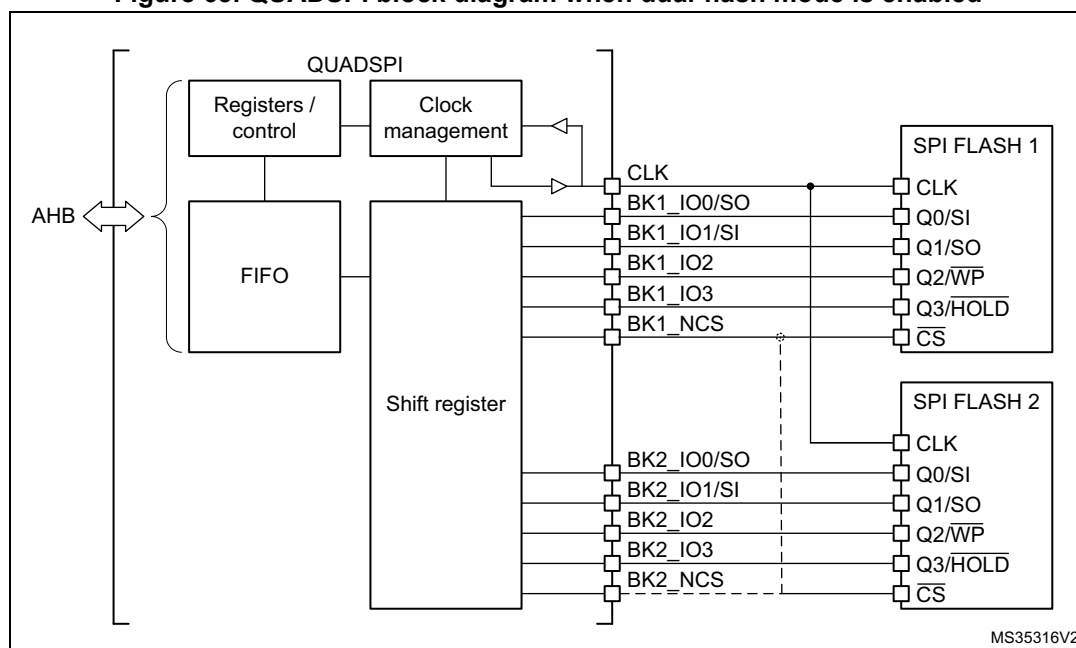 Figure 65. QUADSPI block diagram when dual-flash mode is enabled
QUADSPI
Registers /
control
Clock
management
AHB
FIFO
Shift register
CLK
BK1_IO0/SO
BK1_IO1/SI
BK1_IO2
BK1_IO3
BK1_NCS
SPI FLASH 1
CLK
Q0/SI
Q1/SO
Q2/WP
Q3/HOLD
CS
BK2_IO0/SO
BK2_IO1/SI
BK2_IO2
BK2_IO3
BK2_NCS
SPI FLASH 2
CLK
Q0/SI
Q1/SO
Q2/WP
Q3/HOLD
CS
MS35316V2